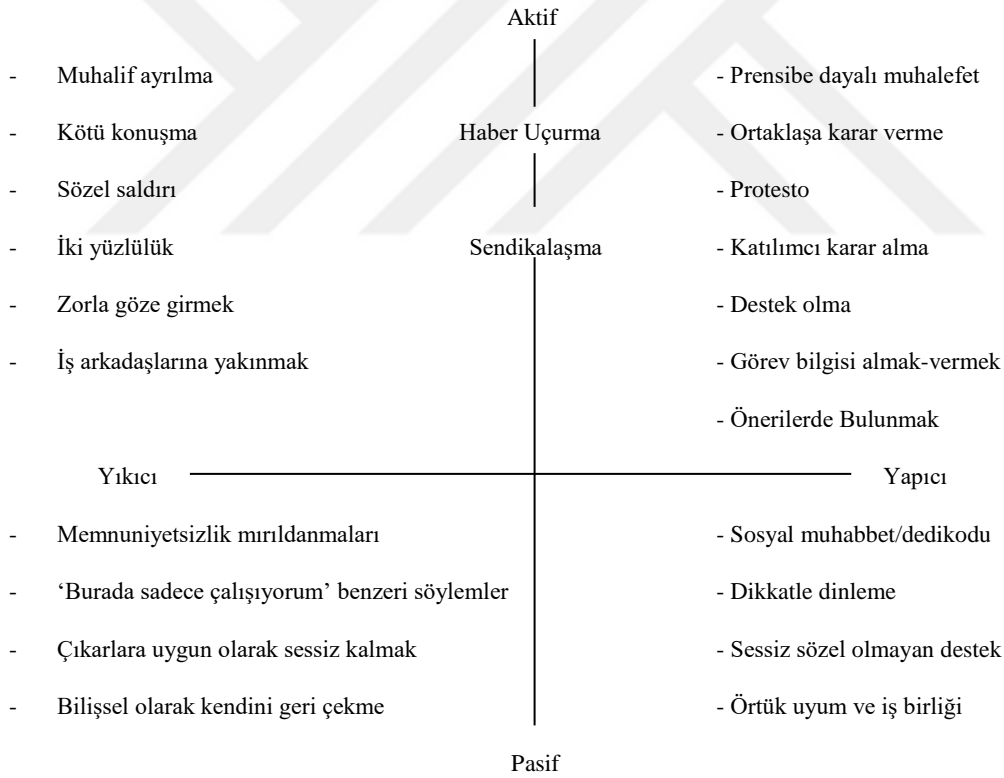 Aktif
- Muhalif ayrılma - Prensibe dayalı muhalefet
- Kötü konuşma Haber Uçurma - Ortaklaşa karar verme
- Sözel saldırı - Protesto
- İki yüzlülük Sendikalaşma - Katılımcı karar alma
- Zorla göze girmek - Destek olma
- İş arkadaşlarına yakınmak - Görev bilgisi almak-vermek
- Önerilerde Bulunmak
Yıkıcı Yapıcı
- Memnuniyetsizlik mırıldanmaları - Sosyal muhabbet/dedikodu
- ‘Burada sadece çalışıyorum’ benzeri söylemler - Dikkatle dinleme
- Çıkarlara uygun olarak sessiz kalmak - Sessiz sözel olmayan destek
- Bilişsel olarak kendini geri çekme - Örtük uyum ve iş birliği
Pasif